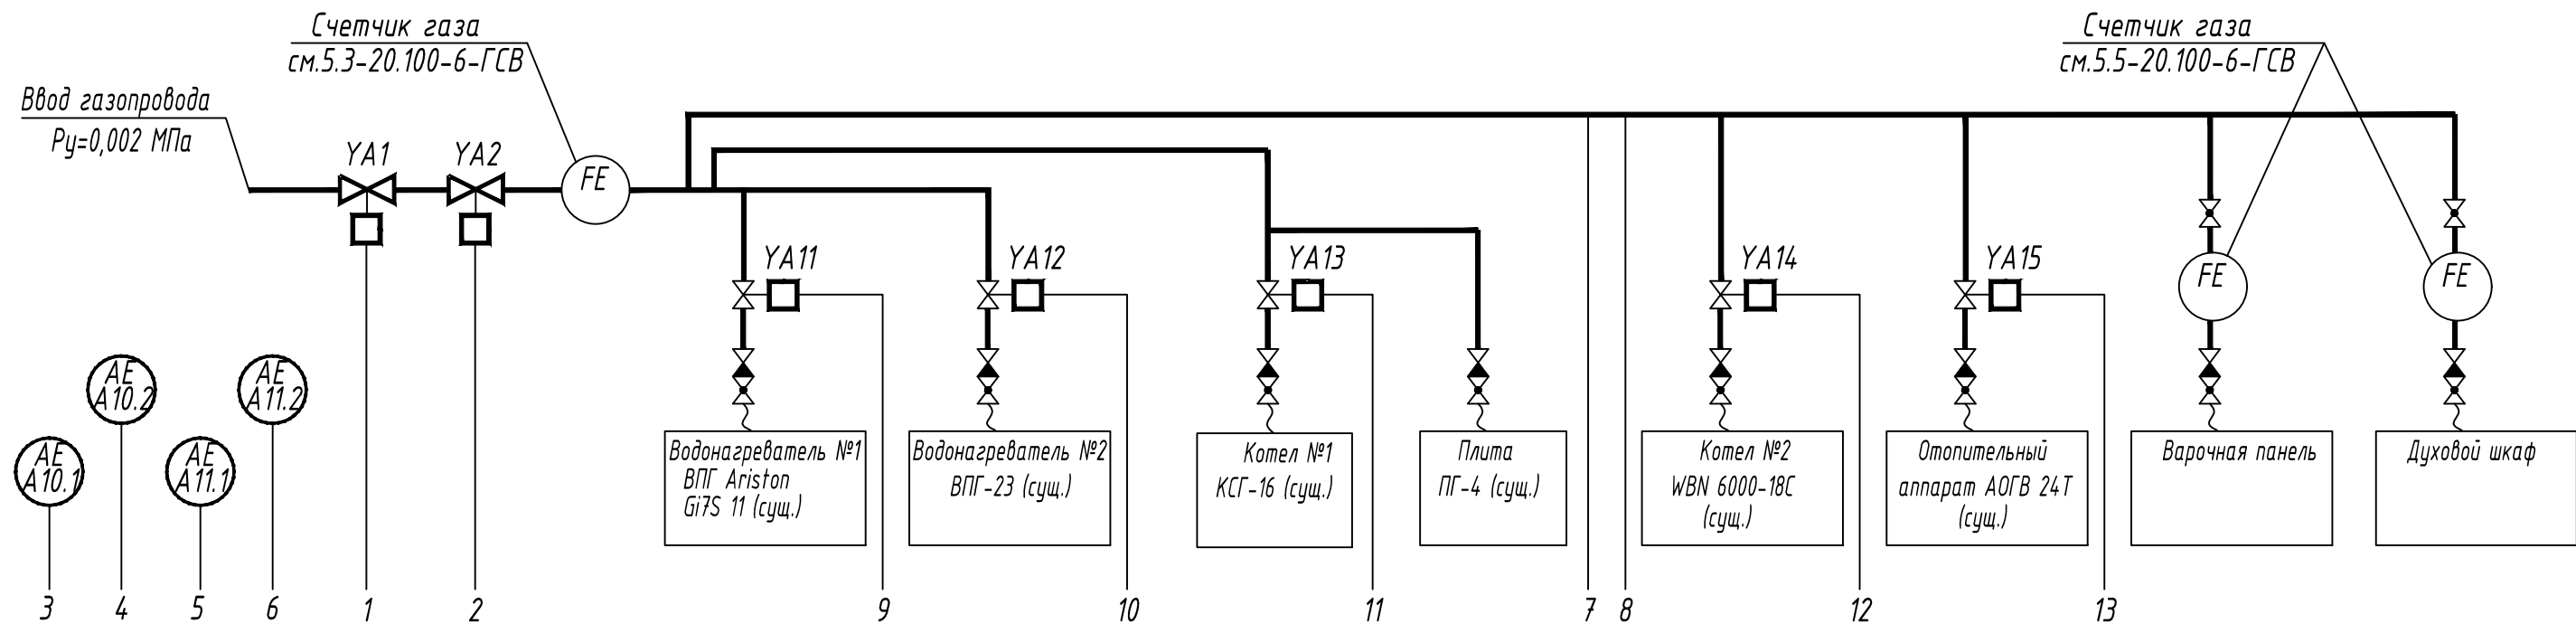 Счетчик газа
см.5.3-20.100-6-ГСВ
Счетчик газа
см.5.5-20.100-6-ГСВ
Ввод газопровода
Ру=0,002 МПа
YA1
YA2
FE
YA11
YA12
YA13
YA14
YA15
FE
FE
AE
A10.1
AE
A10.2
AE
A11.1
AE
A11.2
Водонагреватель №1
ВПГ Ariston
Gi7S 11 (сущ.)
Водонагреватель №2
ВПГ-23 (сущ.)
Котел №1
КСГ-16 (сущ.)
Плита
ПГ-4 (сущ.)
Котел №2
WBN 6000-18С
(сущ.)
Отопительный
аппарат АОГВ 24Т
(сущ.)
Варочная панель
Духовой шкаф
3
4
5
6
1
2
9
10
11
7
8
12
13